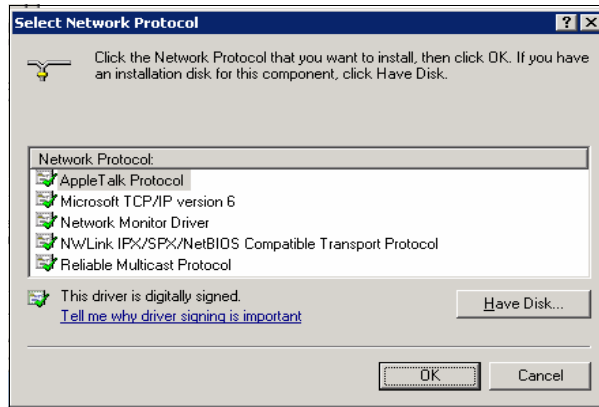 Select Network Protocol
Click the Network Protocol that you want to install, then click OK. If you have
an installation disk for this component, click Have Disk.
Network Protocol:
AppleTalk Protocol
Microsoft TCP/IP version 6
Network Monitor Driver
NWLink IPX/SPX/NetBIOS Compatible Transport Protocol
Reliable Multicast Protocol
This driver is digitally signed.
Tell me why driver signing is important
Have Disk...
OK
Cancel